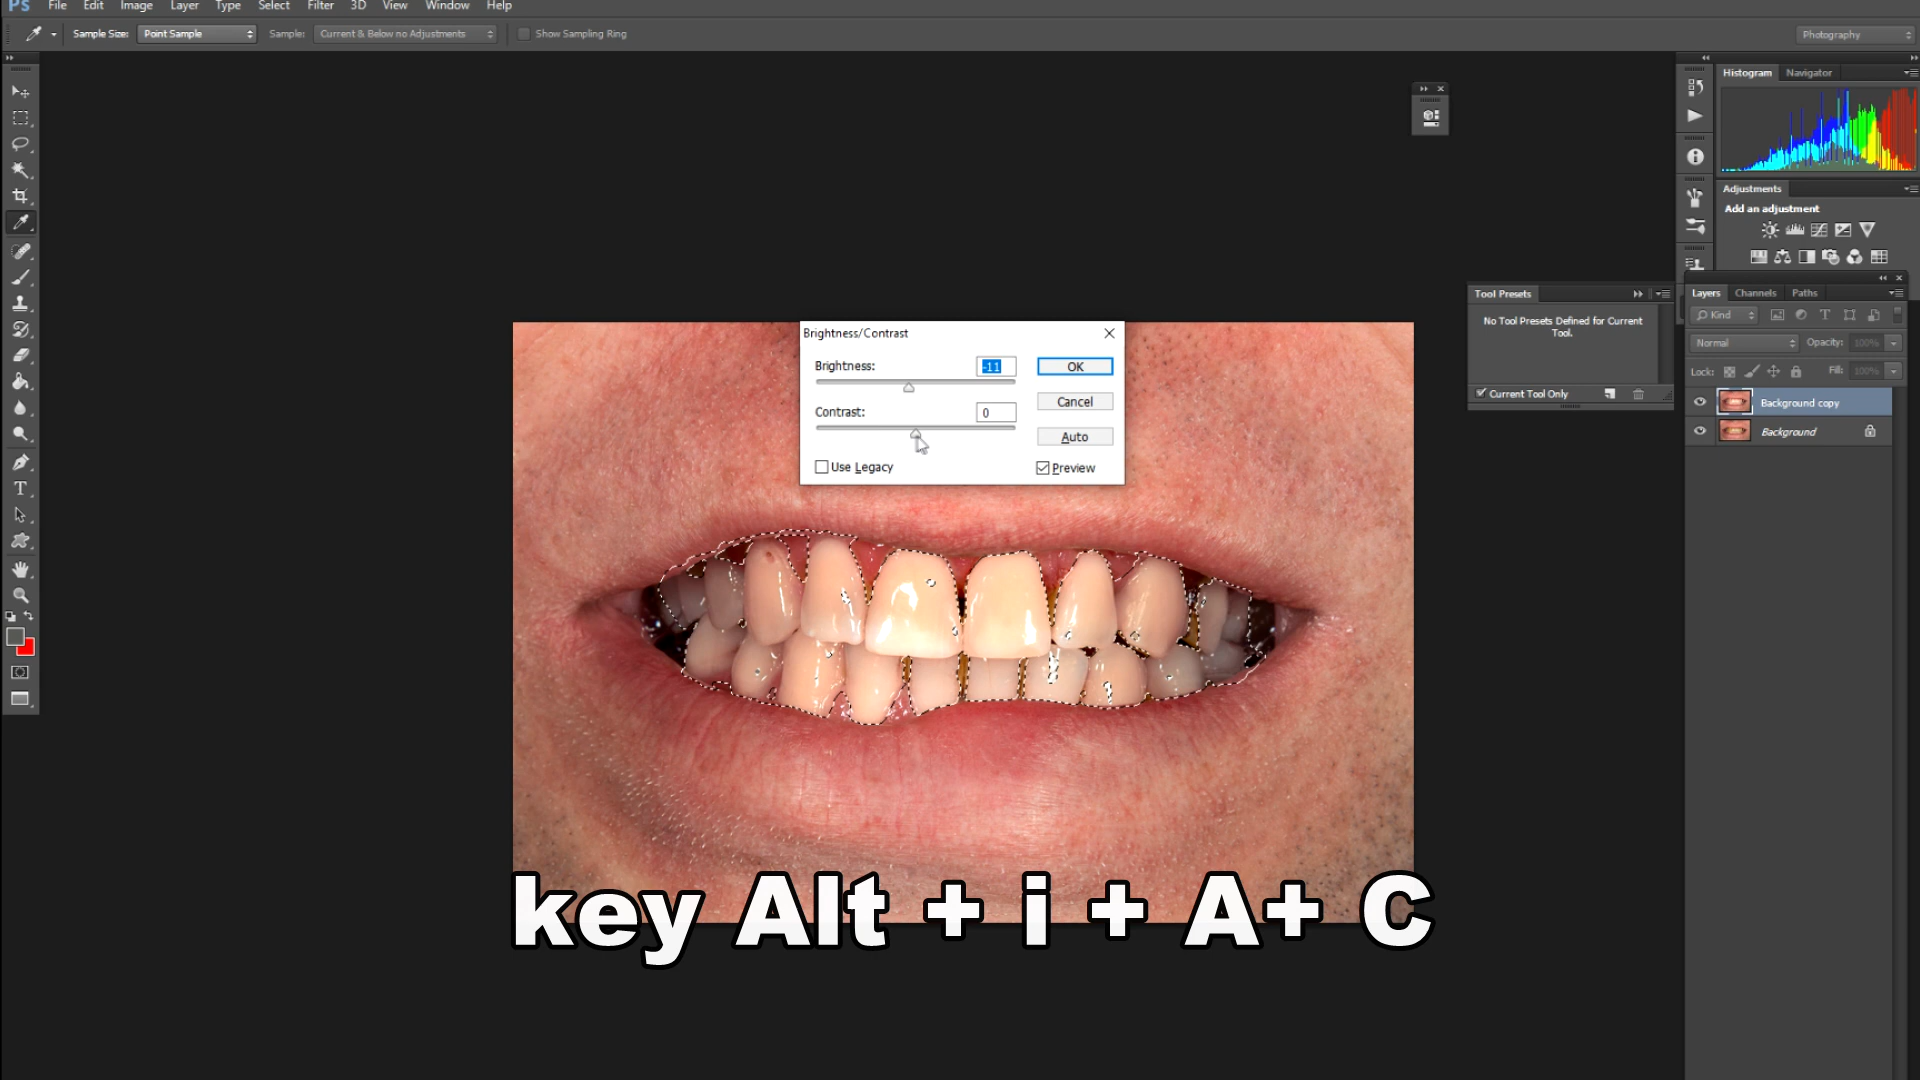 PS File Edit Image Layer Type Select Filter 3D View Window Help
Sample Size: Point Sample Sample: Current & Below no Adjustments Show Sampling Ring Photography
Histogram Navigator
Adjustments
Add an adjustment
Tool Presets
No Tool Presets Defined for Current
Tool.
Current Tool Only
Layers Channels Paths
Kind
Normal Opacity: 100%
Lock: Fill: 100%
Background copy
Background
Brightness/Contrast
Brightness: -11 OK
Cancel
Contrast: 0
Auto
Use Legacy Preview
key Alt + i + A+ C